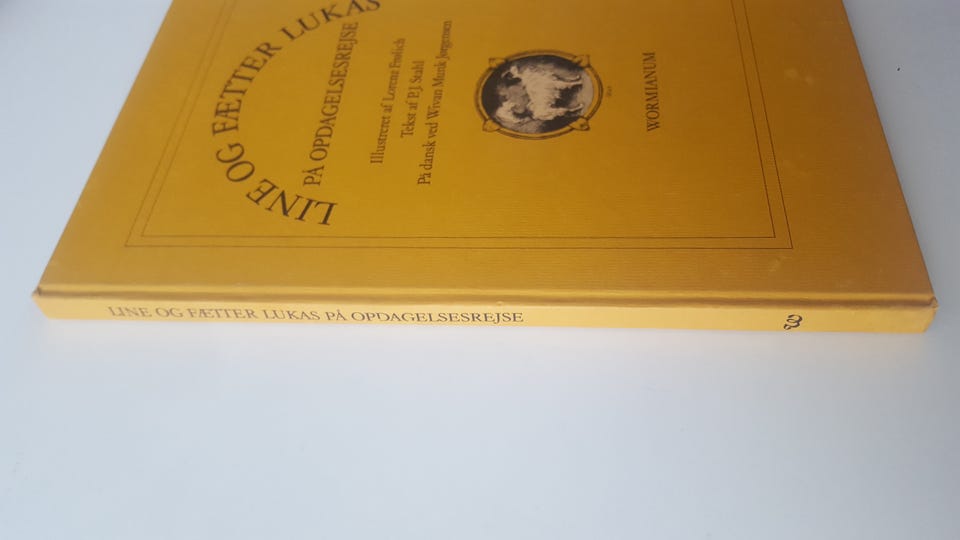 LINE OG FÆTTER LUKAS
PÅ OPDAGELSESREJSE
Illustreret af Lorenz Frølich
Tekst af P.J. Stahl
På dansk ved Wivan Munk Jørgensen
WORMIANUM
LINE OG FÆTTER LUKAS PÅ OPDAGELSESREJSE
W